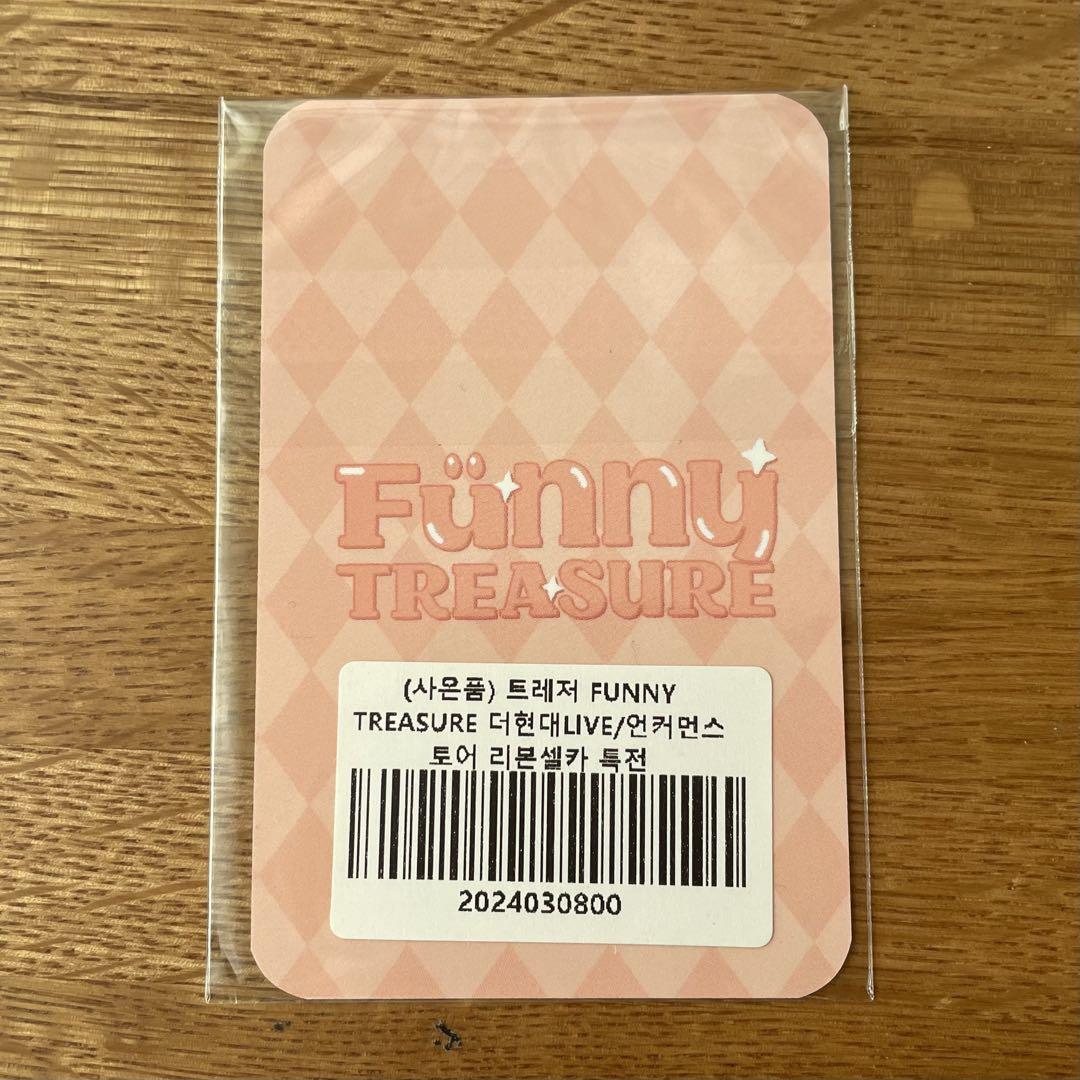 Fünny
TREASURE
(사은품) 트레저 FUNNY
TREASURE 더현대LIVE/언커먼스
토어 리본셀카 특전
2024030800